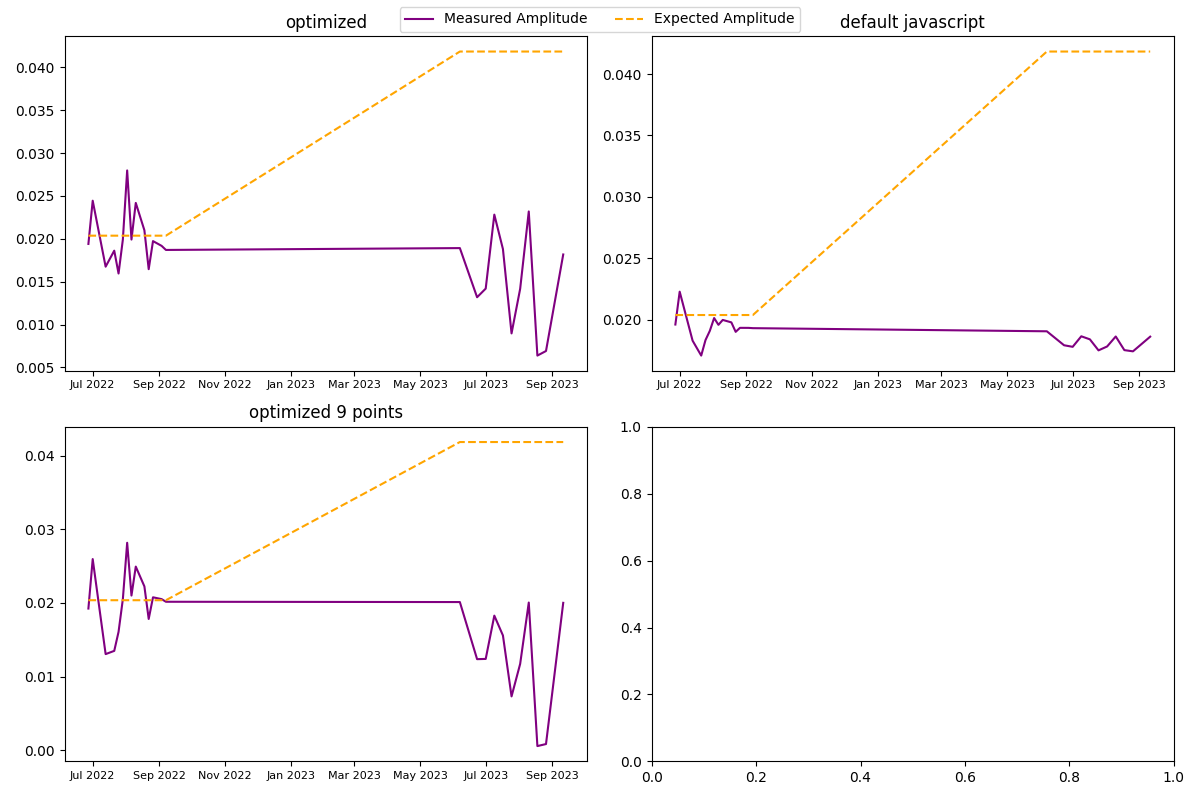 optimized
Measured Amplitude
Expected Amplitude
default javascript
0.040
0.035
0.030
0.025
0.020
0.015
0.010
0.005
Jul 2022 Sep 2022 Nov 2022 Jan 2023 Mar 2023 May 2023 Jul 2023 Sep 2023
0.040
0.035
0.030
0.025
0.020
Jul 2022 Sep 2022 Nov 2022 Jan 2023 Mar 2023 May 2023 Jul 2023 Sep 2023
optimized 9 points
0.04
0.03
0.02
0.01
0.00
Jul 2022 Sep 2022 Nov 2022 Jan 2023 Mar 2023 May 2023 Jul 2023 Sep 2023
1.0
0.8
0.6
0.4
0.2
0.0
0.0 0.2 0.4 0.6 0.8 1.0